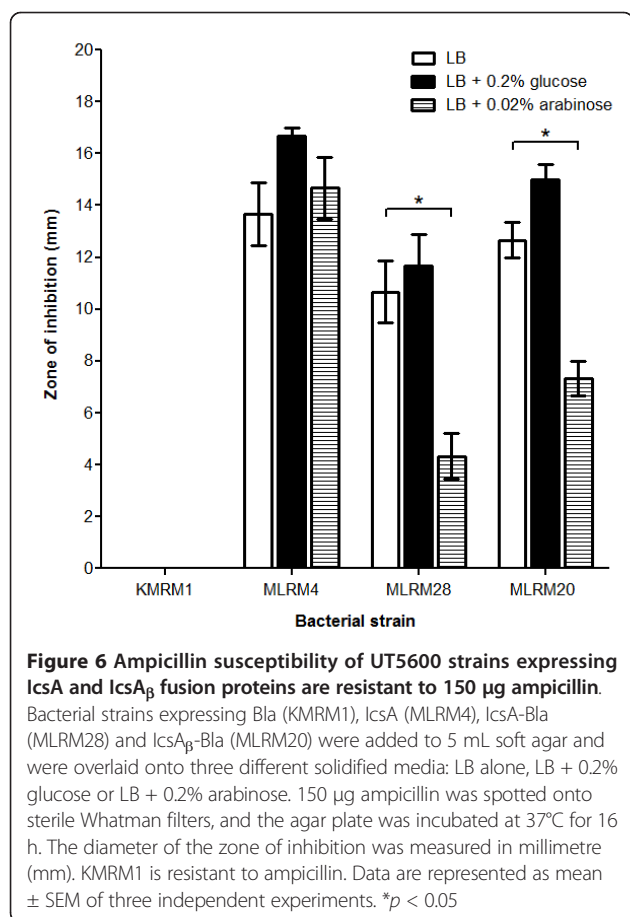 20
18
16
14
12
10
8
6
4
2
0
Zone of inhibition (mm)
LB
LB + 0.2% glucose
LB + 0.02% arabinose
*
*
KMRM1 MLRM4 MLRM28 MLRM20
Bacterial strain
Figure 6 Ampicillin susceptibility of UT5600 strains expressing
IcsA and IcsAβ fusion proteins are resistant to 150 μg ampicillin.
Bacterial strains expressing Bla (KMRM1), IcsA (MLRM4), IcsA-Bla
(MLRM28) and IcsAβ-Bla (MLRM20) were added to 5 mL soft agar and
were overlaid onto three different solidified media: LB alone, LB + 0.2%
glucose or LB + 0.2% arabinose. 150 μg ampicillin was spotted onto
sterile Whatman filters, and the agar plate was incubated at 37°C for 16
h. The diameter of the zone of inhibition was measured in millimetre
(mm). KMRM1 is resistant to ampicillin. Data are represented as mean
± SEM of three independent experiments. *p < 0.05